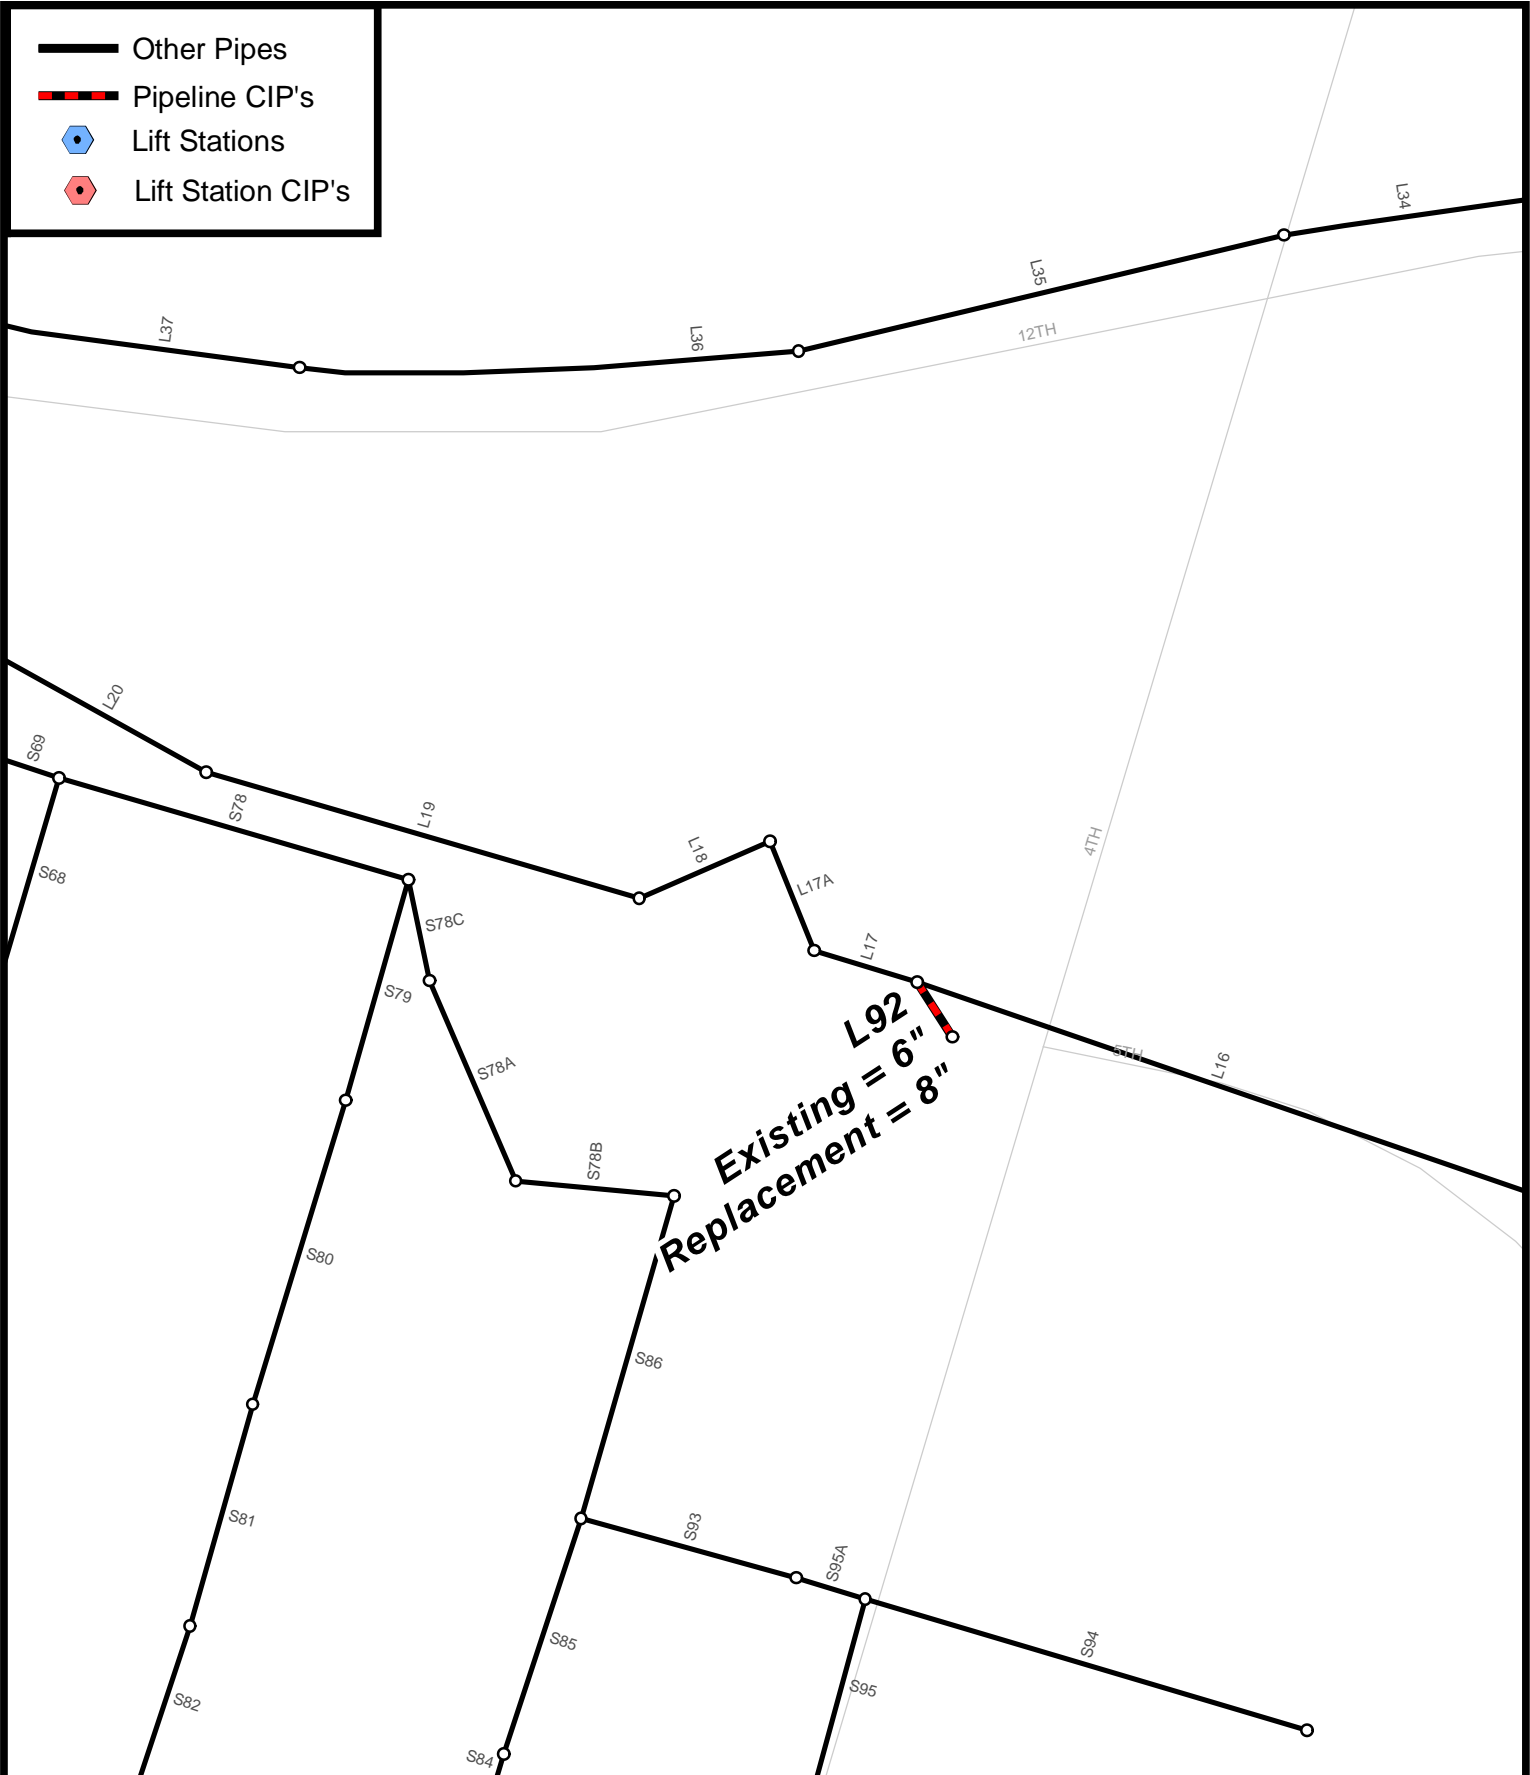 Other Pipes
Pipeline CIP's
Lift Stations
Lift Station CIP's
L34
L35
12TH
L37
L36
L20
S69
S78
L19
L18
4TH
S68
L17A
S78C
L17
S79
L92
Existing = 6"
Replacement = 8"
5TH
L16
S78A
S78B
S80
S86
S81
S93
S95A
S85
S94
S95
S82
S84